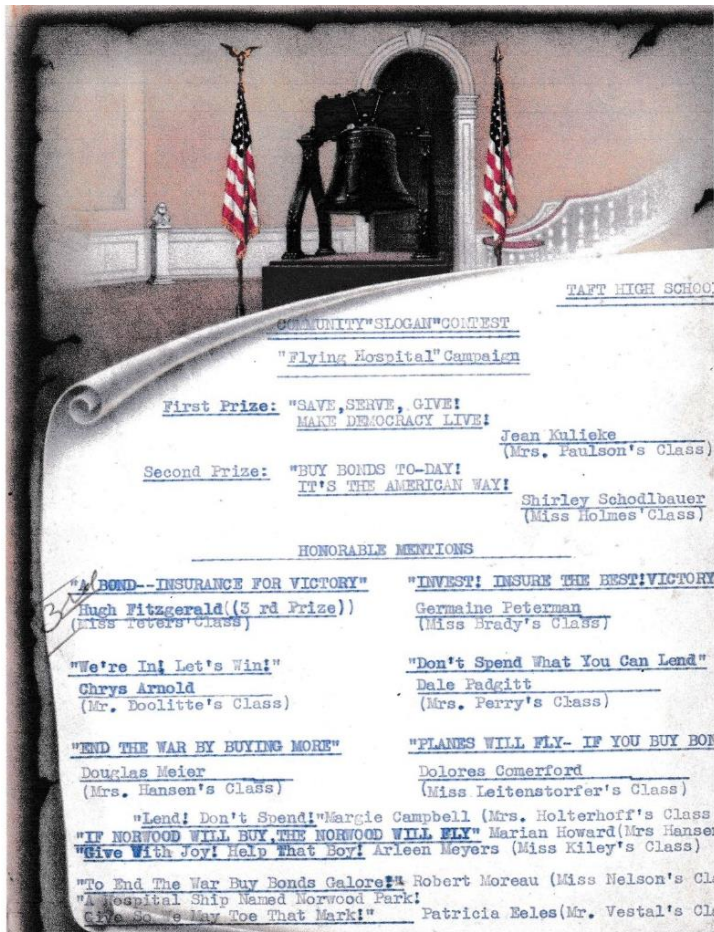 TAFT HIGH SCHOO
COMMUNITY"SLOGAN"CONTEST
"Flying Hospital"Campaign
First Prize: "SAVE,SERVE, GIVE!
MAKE DEMOCRACY LIVE!
Jean Kulieke
(Mrs. Paulson's Class)
Second Prize: "BUY BONDS TO-DAY!
IT'S THE AMERICAN WAY!
Shirley Schodlbauer
(Miss Holmes'Class)
HONORABLE MENTIONS
3rd
"A BOND--INSURANCE FOR VICTORY"
Hugh Fitzgerald((3 rd Prize))
(Miss Teters'Class)
"INVEST! INSURE THE BEST!VICTORY
Germaine Peterman
(Miss Brady's Class)
"We're In! Let's Win!"
Chrys Arnold
(Mr. Doolitte's Class)
"Don't Spend What You Can Lend"
Dale Padgitt
(Mrs. Perry's Class)
"END THE WAR BY BUYING MORE"
Douglas Meier
(Mrs. Hansen's Class)
"PLANES WILL FLY- IF YOU BUY BON
Dolores Comerford
(Miss Leitenstorfer's Class)
"Lend! Don't Spend!"Margie Campbell (Mrs. Holterhoff's Class
"IF NORWOOD WILL BUY,THE NORWOOD WILL FLY" Marian Howard(Mrs Hansen
"Give With Joy! Help That Boy! Arleen Meyers (Miss Kiley's Class)
"To End The War Buy Bonds Galore!" Robert Moreau (Miss Nelson's Cla
"A Hospital Ship Named Norwood Park!
Give So We May Toe That Mark!" Patricia Eeles(Mr. Vestal's Cla